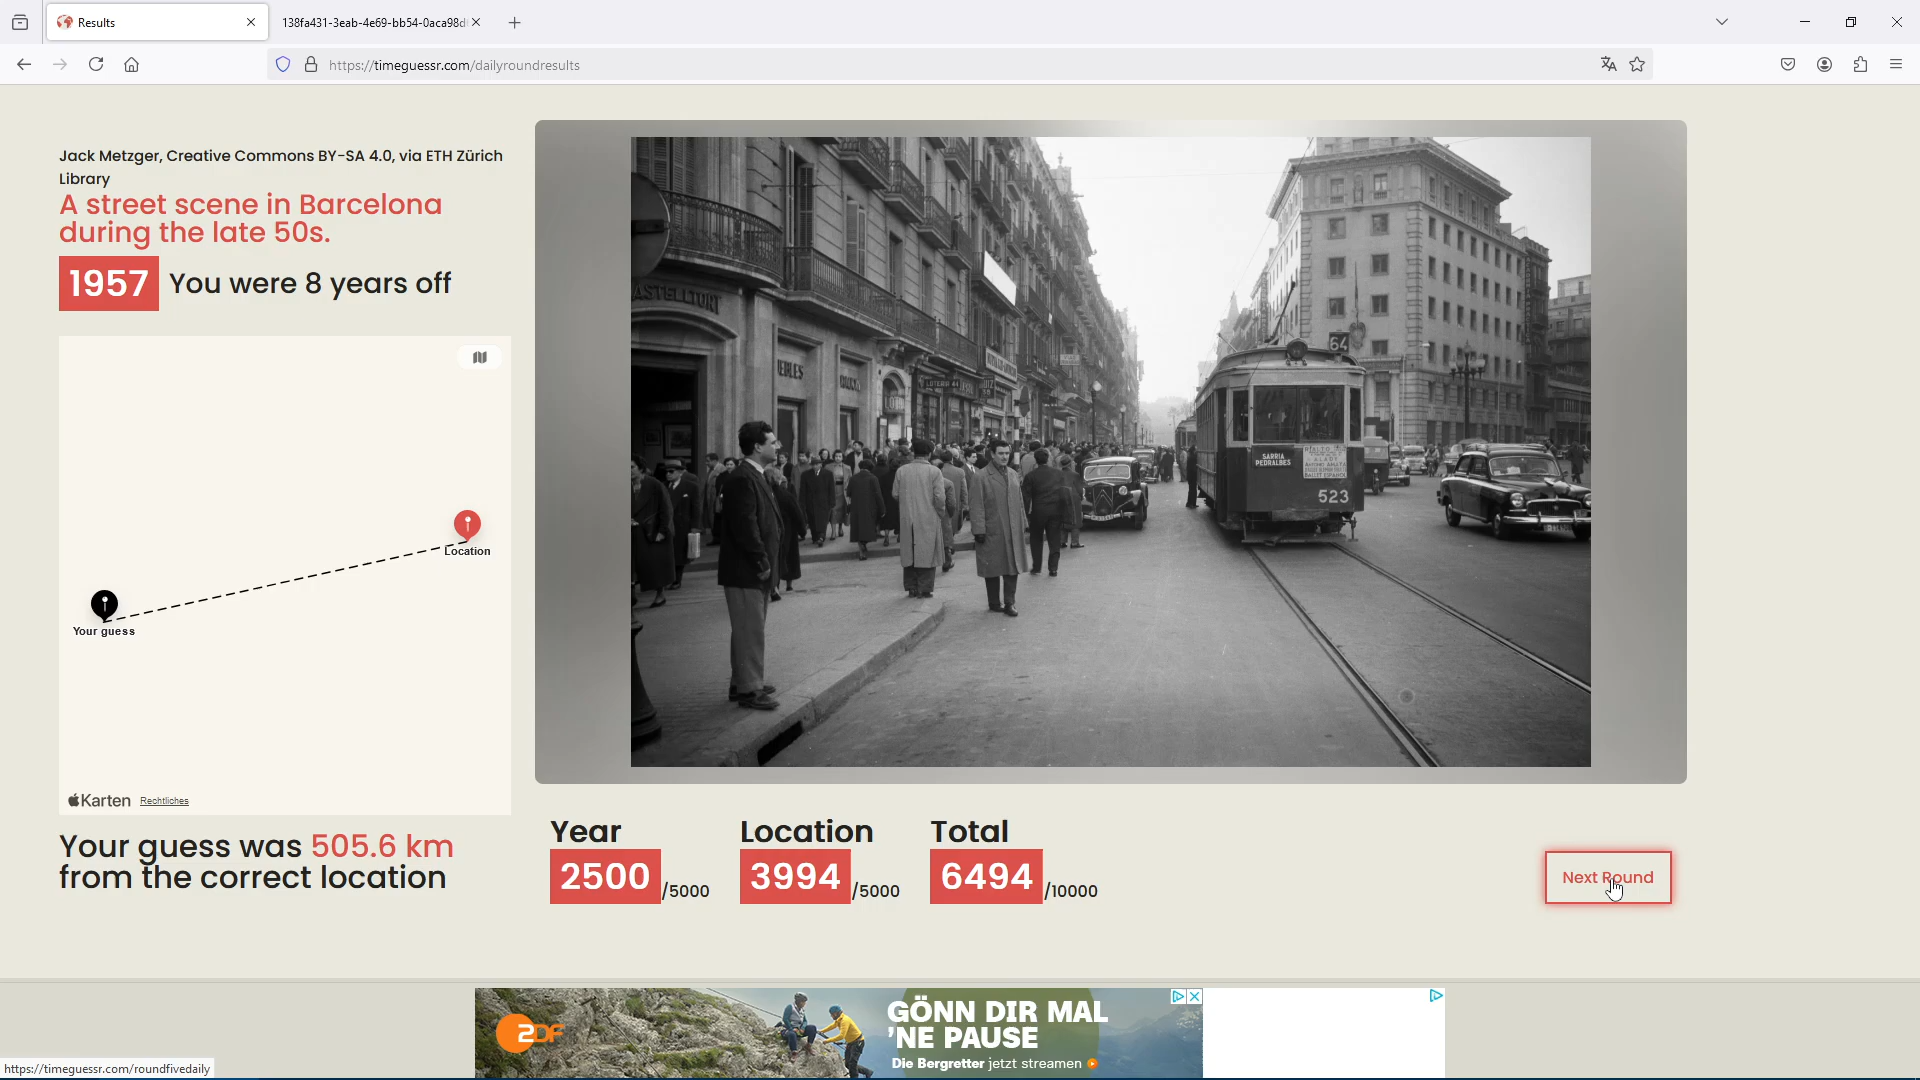 Results
138fa431-3eab-4e69-bb54-0aca98d
https://timeguessr.com/dailyroundresults
Jack Metzger, Creative Commons BY-SA 4.0, via ETH Zürich
Library
A street scene in Barcelona
during the late 50s.
1957 You were 8 years off
Location
Your guess
Karten Rechtliches
Your guess was 505.6 km
from the correct location
64
LOTERIA
SARRIA
PEDRALBES
523
Year Location Total
2500/5000 3994/5000 6494/10000
Next Round
ZDF
GÖNN DIR MAL
'NE PAUSE
Die Bergretter jetzt streamen
https://timeguessr.com/roundfivedaily